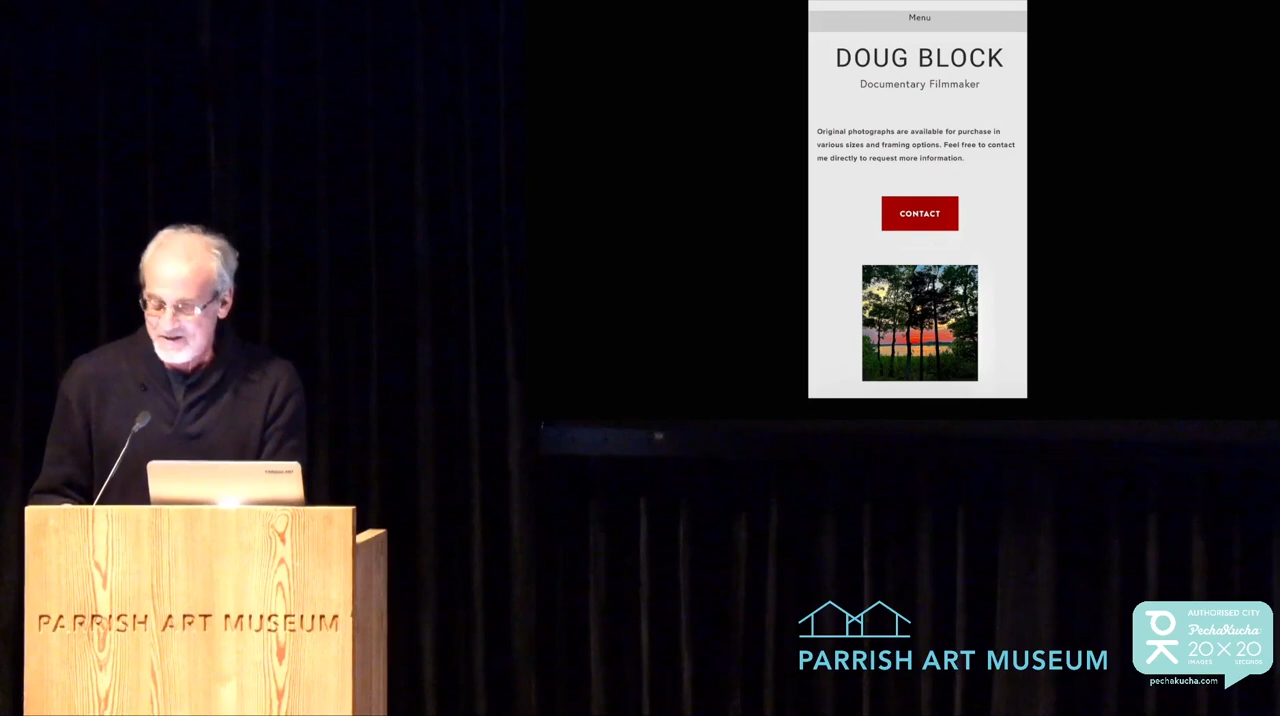 Menu
DOUG BLOCK
Documentary Filmmaker
Original photographs are available for purchase in
various sizes and framing options. Feel free to contact
me directly to request more information.
CONTACT
PARRISH ART MUSEUM
PARRISH ART MUSEUM
PK
AUTHORISED CITY
PechaKucha
20×20
IMAGES SECONDS
pechakucha.com